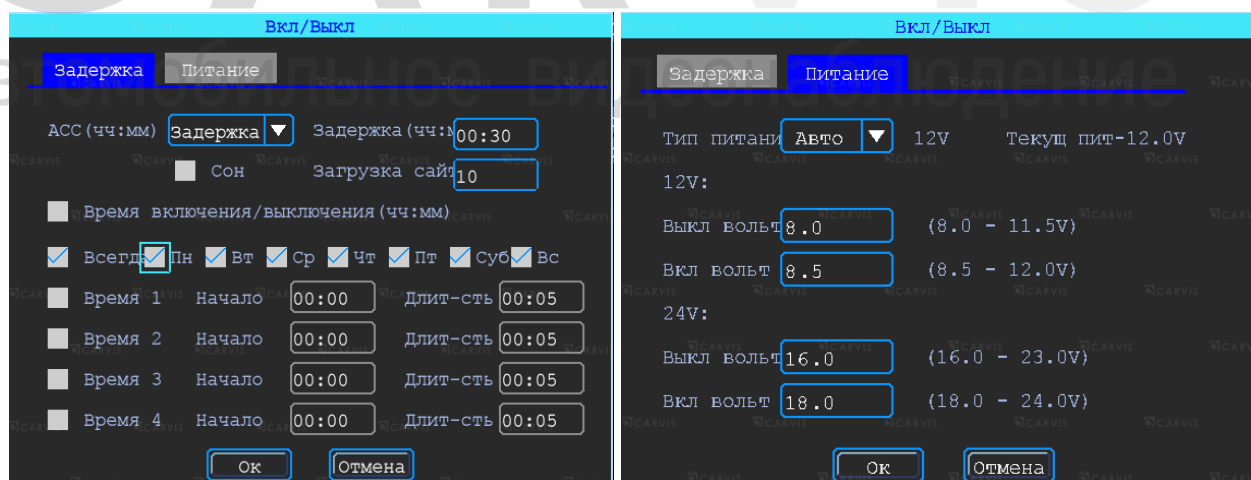 Вкл/Выкл
Задержка Питание
ACC(чч:мм) Задержка Задержка(чч:м 00:30
Сон Загрузка сайт 10
Время включения/выключения(чч:мм)
Всегда Пн Вт Ср Чт Пт Суб Вс
Время 1 Начало 00:00 Длит-сть 00:05
Время 2 Начало 00:00 Длит-сть 00:05
Время 3 Начало 00:00 Длит-сть 00:05
Время 4 Начало 00:00 Длит-сть 00:05
Ок Отмена
Вкл/Выкл
Задержка Питание
Тип питани Авто 12V Текущ пит-12.0V
12V:
Выкл вольт 8.0 (8.0 - 11.5V)
Вкл вольт 8.5 (8.5 - 12.0V)
24V:
Выкл вольт 16.0 (16.0 - 23.0V)
Вкл вольт 18.0 (18.0 - 24.0V)
Ок Отмена
CARVIS